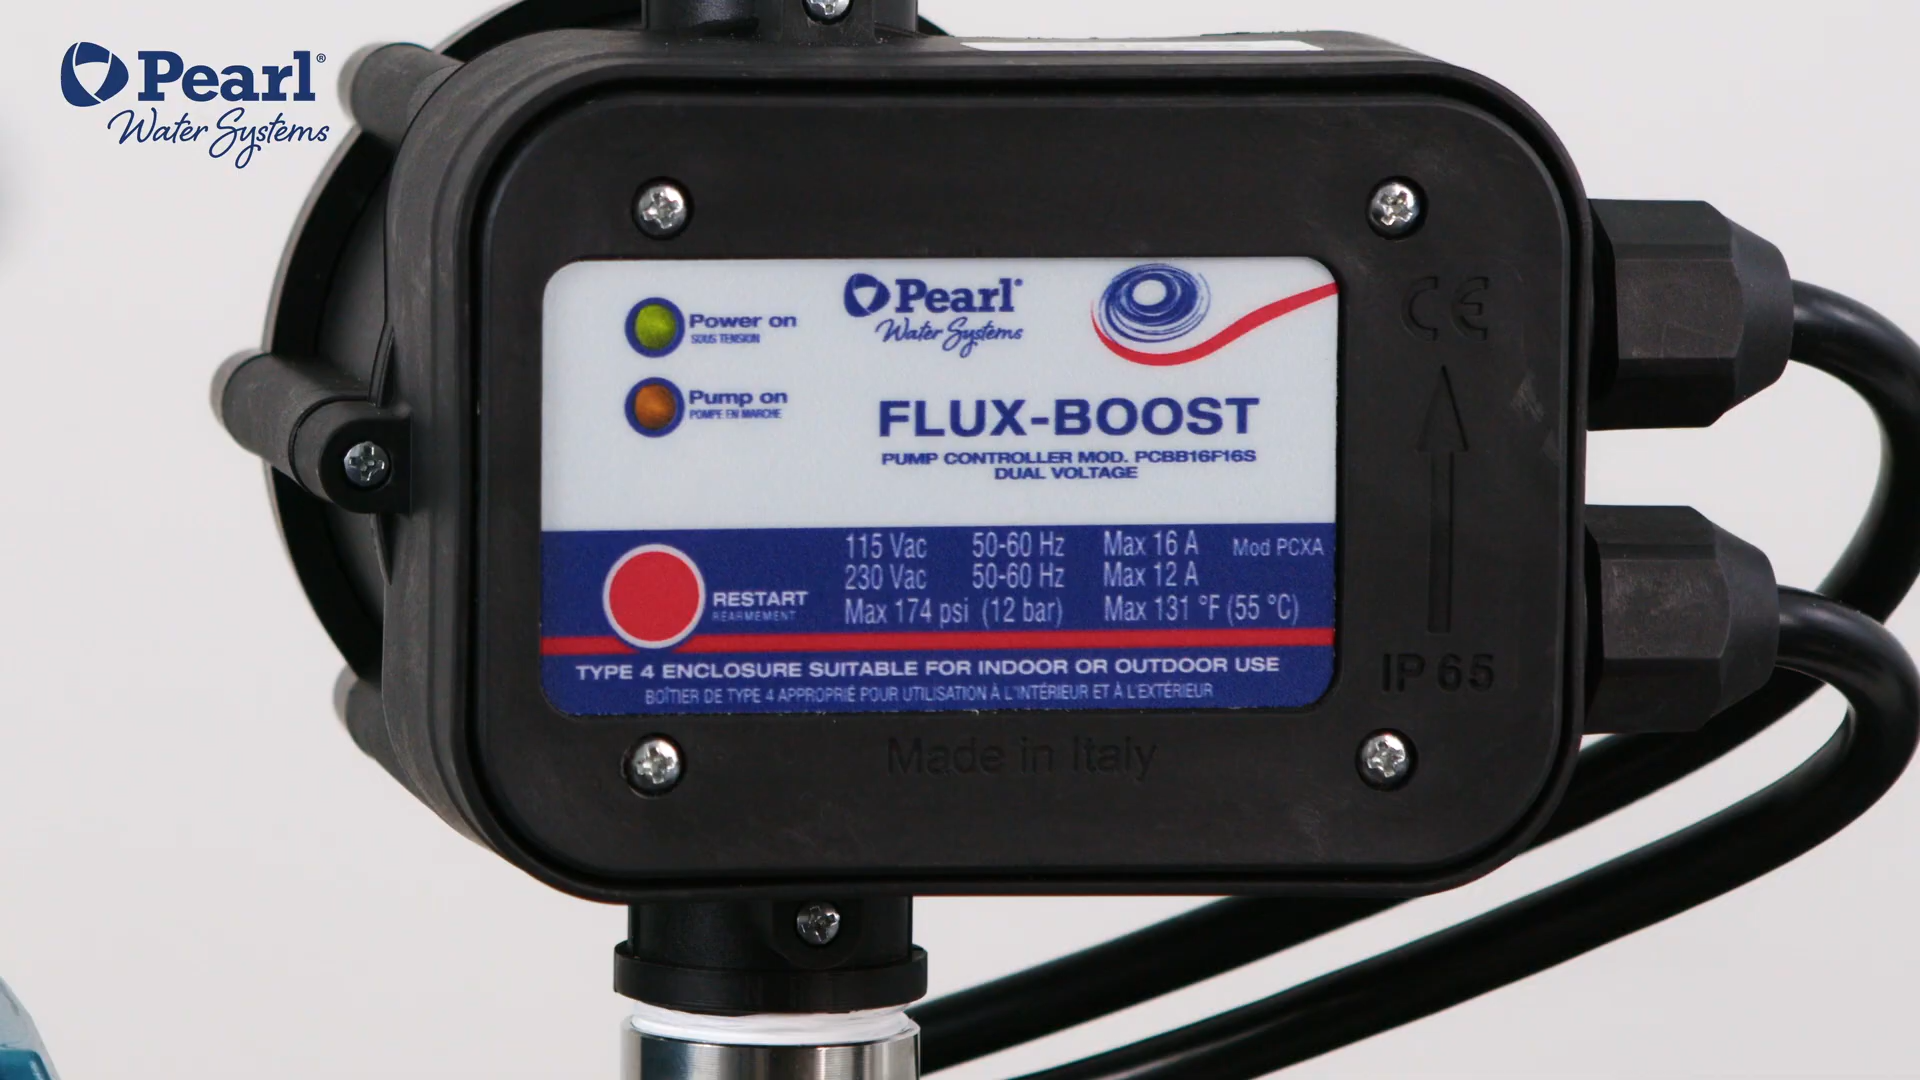 Pearl®
Water Systems
Power on
SOUS TENSION
Pump on
POMPE EN MARCHE
Pearl®
Water Systems
FLUX-BOOST
PUMP CONTROLLER MOD. PCBB16F16S
DUAL VOLTAGE
CE
115 Vac 50-60 Hz Max 16 A Mod PCXA
230 Vac 50-60 Hz Max 12 A
Max 174 psi (12 bar) Max 131 °F (55 °C)
RESTART
REARMEMENT
TYPE 4 ENCLOSURE SUITABLE FOR INDOOR OR OUTDOOR USE
BOÎTIER DE TYPE 4 APPROPRIÉ POUR UTILISATION À L'INTÉRIEUR ET À L'EXTÉRIEUR
IP 65
Made in Italy